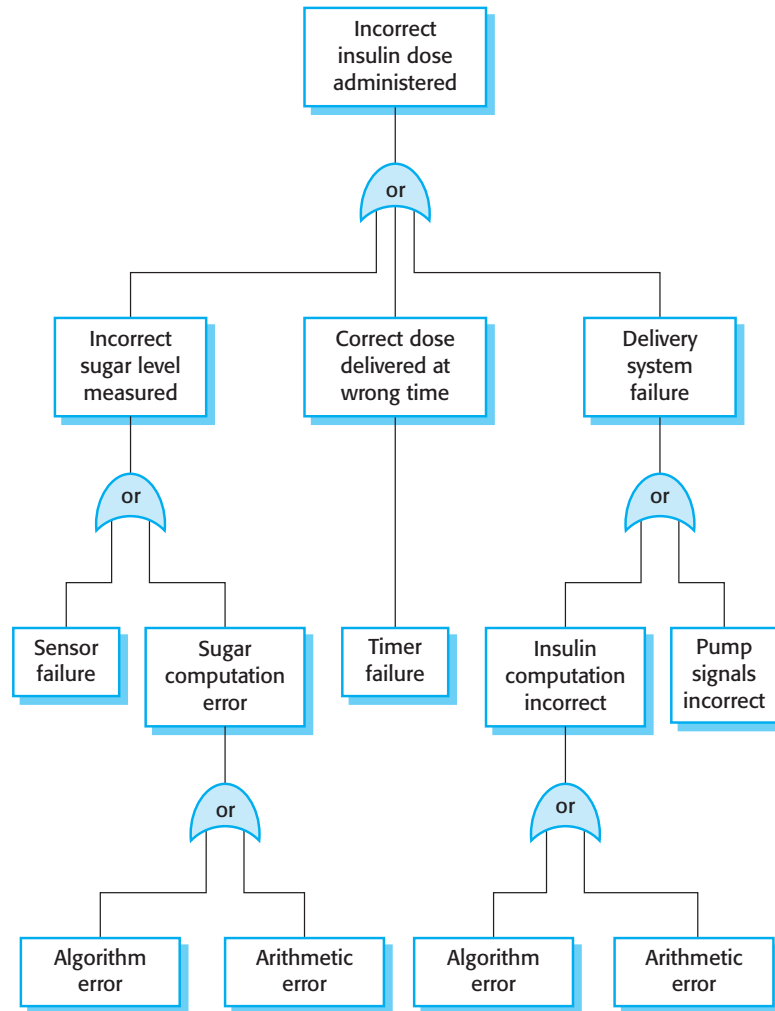 Incorrect
insulin dose
administered
or
Incorrect
sugar level
measured
Correct dose
delivered at
wrong time
Delivery
system
failure
or
or
Sensor
failure
Sugar
computation
error
Timer
failure
Insulin
computation
incorrect
Pump
signals
incorrect
or
or
Algorithm
error
Arithmetic
error
Algorithm
error
Arithmetic
error